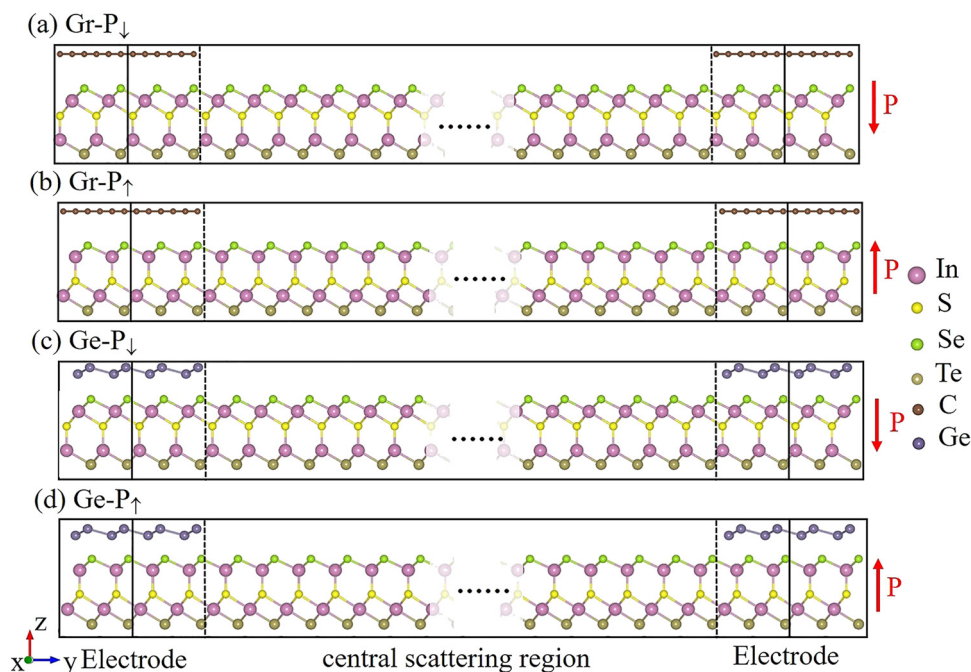 (a) Gr-P↓
P
(b) Gr-P↑
P
In
S
Se
Te
C
Ge
(c) Ge-P↓
P
(d) Ge-P↑
P
z
x y Electrode central scattering region Electrode